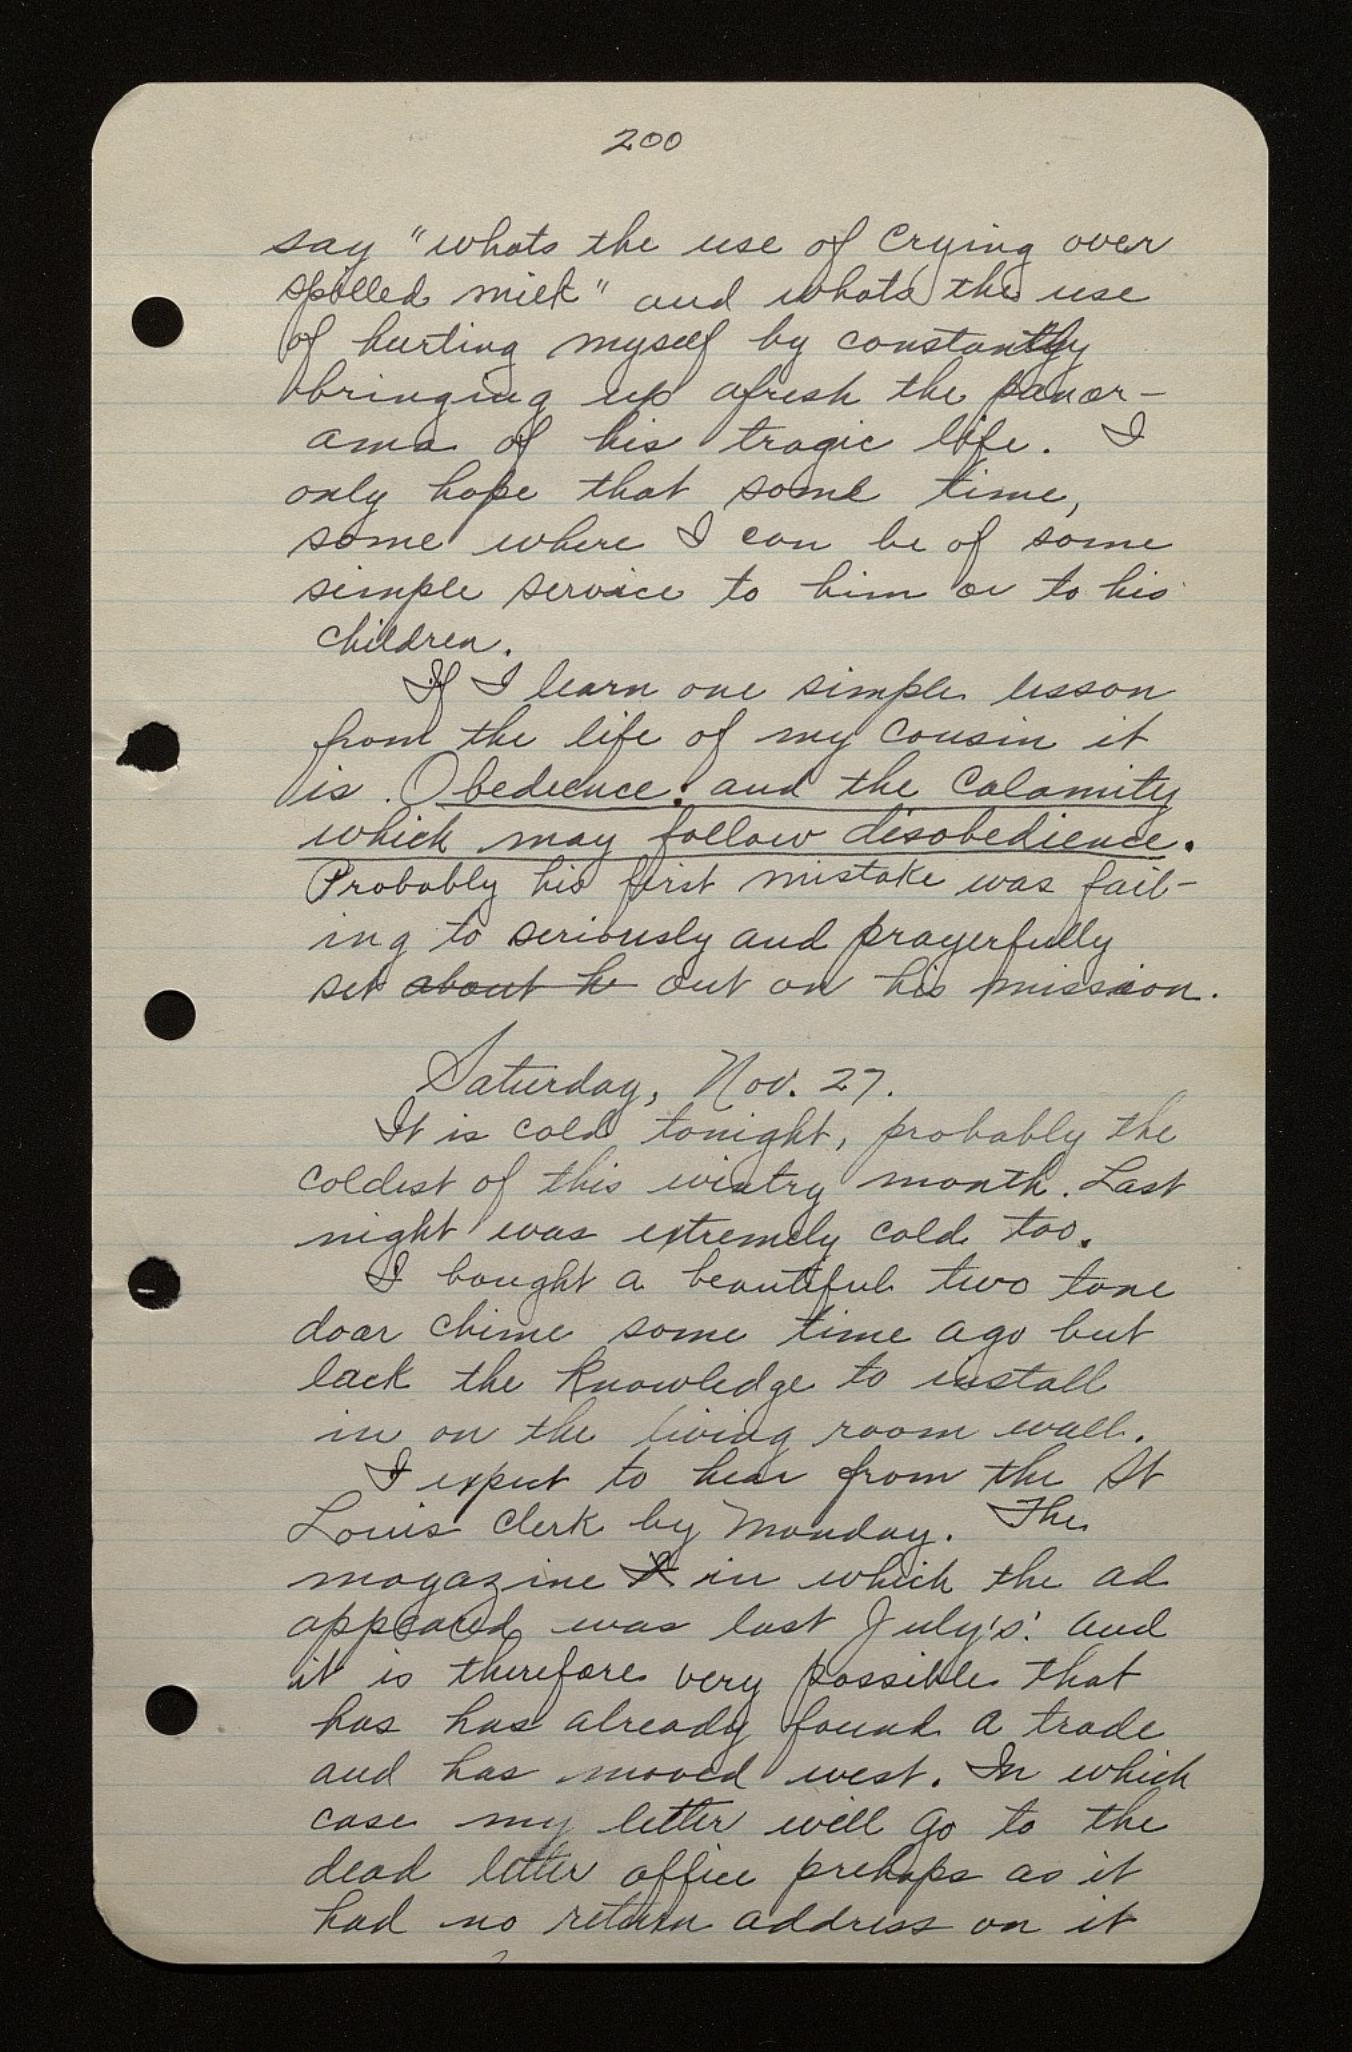 200
say "whats the use of crying over
spilled milk" and whats the use
of hurting myself by constantly
bringing up afresh the panor-
ama of his tragic life. I
only hope that some time,
some where I can be of some
simple service to him or to his
children.
If I learn one simple lesson
from the life of my cousin it
is Obedience. and the calamity
which may follow disobedience.
Probably his first mistake was fail-
ing to seriously and prayerfully
set about h out on his mission.
Saturday, Nov. 27.
It is cold tonight, probably the
coldest of this wintry month. Last
night was extremely cold too.
I bought a beautiful two tone
door chime some time ago but
lack the knowledge to install
in on the living room wall.
I expect to hear from the St
Louis clerk by Monday. The
magazine in which the ad
appeared was last July's. and
it is therefore very possible that
has has already found a trade
and has moved west. In which
case my letter will go to the
dead letter office prehaps as it
had no return address on it